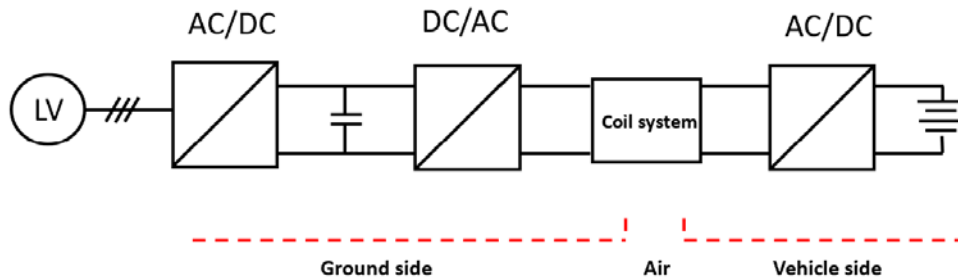 AC/DC
DC/AC
AC/DC
LV
Coil system
Ground side
Air
Vehicle side